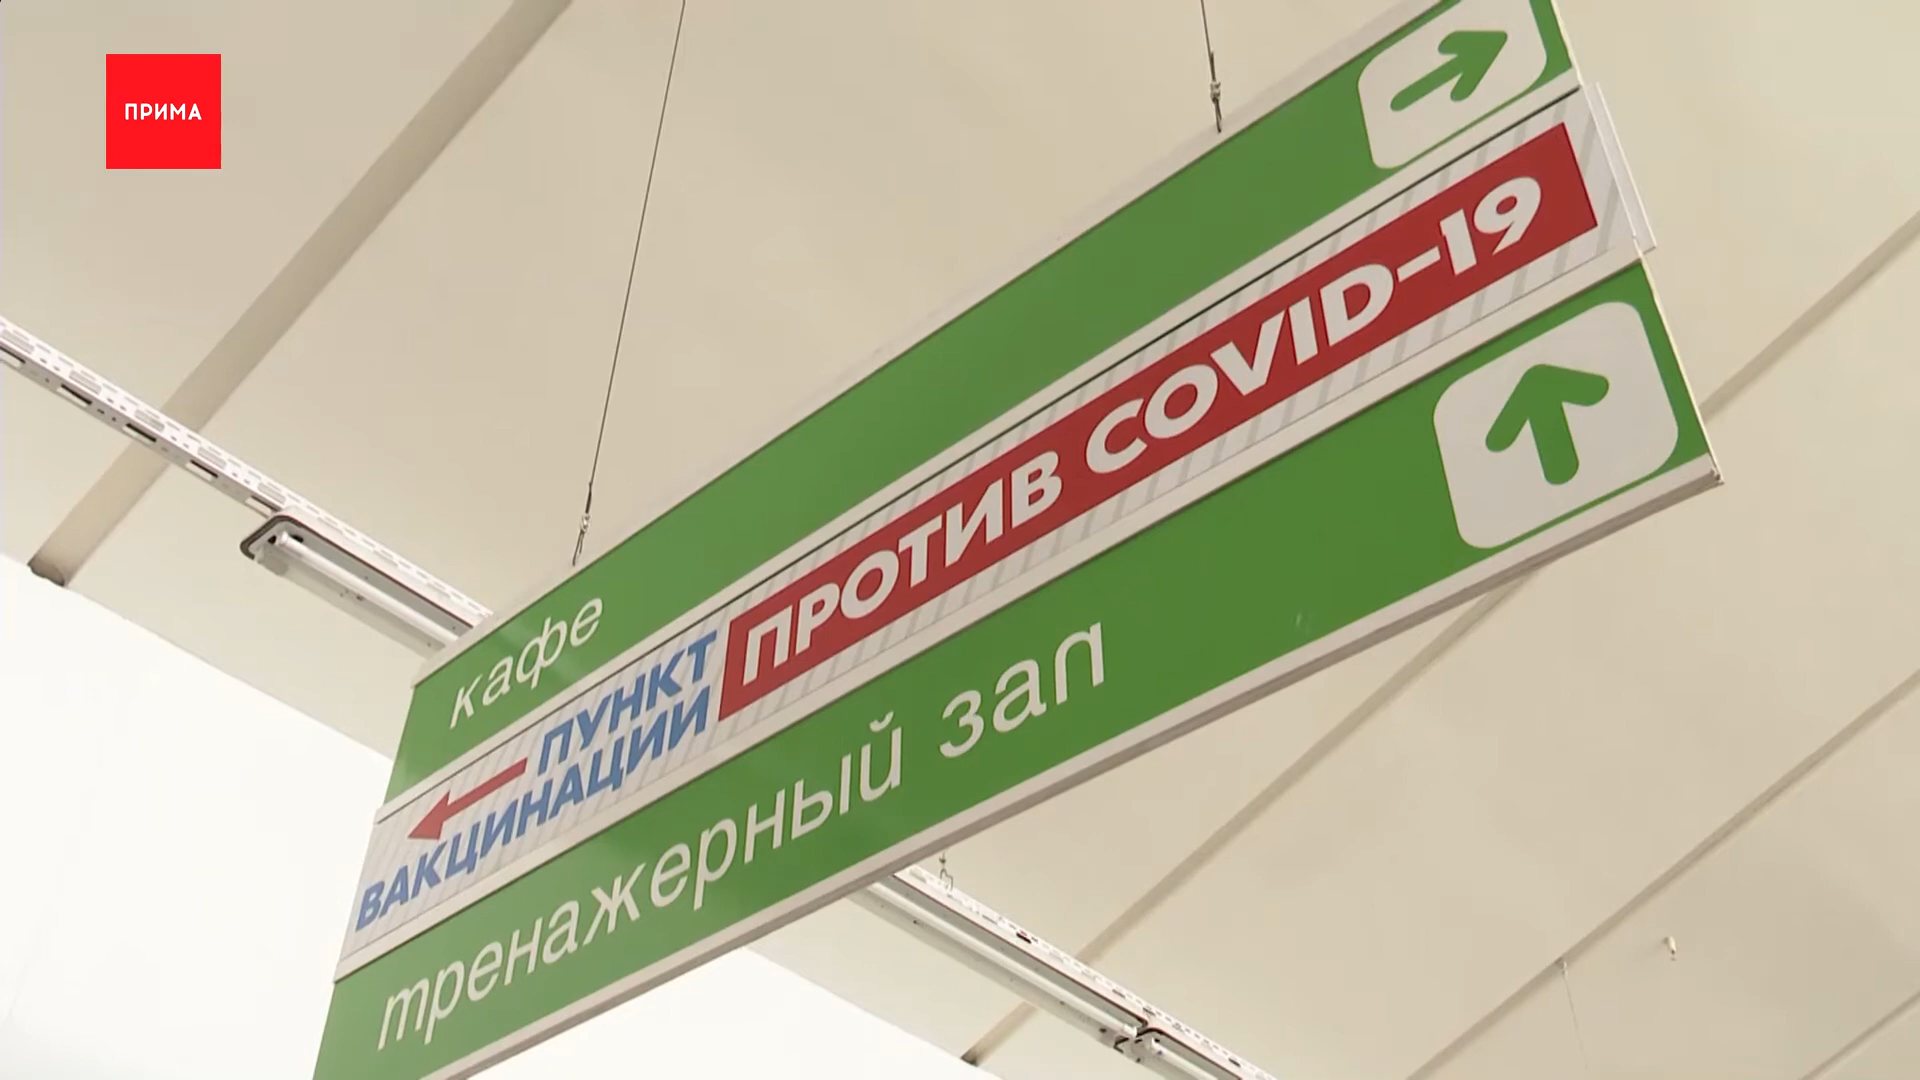 ПРИМА
кафе
ПУНКТ
ВАКЦИНАЦИИ
ПРОТИВ COVID-19
тренажерный зал